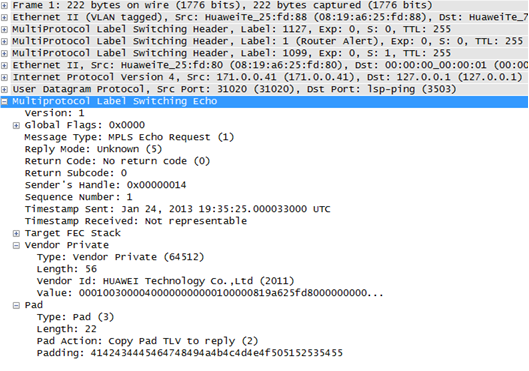 Frame 1: 222 bytes on wire (1776 bits), 222 bytes captured (1776 bits)
Ethernet II (VLAN tagged), Src: HuaweiTe_25:fd:88 (08:19:a6:25:fd:88), Dst: HuaweiTe_
MultiProtocol Label Switching Header, Label: 1127, Exp: 0, S: 0, TTL: 255
MultiProtocol Label Switching Header, Label: 1 (Router Alert), Exp: 0, S: 0, TTL: 255
MultiProtocol Label Switching Header, Label: 1099, Exp: 0, S: 1, TTL: 255
Ethernet II, Src: HuaweiTe_25:fd:80 (08:19:a6:25:fd:80), Dst: 00:00:00_00:00:01 (00:00
Internet Protocol Version 4, Src: 171.0.0.41 (171.0.0.41), Dst: 127.0.0.1 (127.0.0.1)
User Datagram Protocol, Src Port: 31020 (31020), Dst Port: lsp-ping (3503)
Multiprotocol Label Switching Echo
Version: 1
Global Flags: 0x0000
Message Type: MPLS Echo Request (1)
Reply Mode: Unknown (5)
Return Code: No return code (0)
Return Subcode: 0
Sender's Handle: 0x00000014
Sequence Number: 1
Timestamp Sent: Jan 24, 2013 19:35:25.000033000 UTC
Timestamp Received: Not representable
Target FEC Stack
Vendor Private
Type: Vendor Private (64512)
Length: 56
Vendor Id: HUAWEI Technology Co.,Ltd (2011)
Value: 0001003000040000000000100000819a625fd8000000000...
Pad
Type: Pad (3)
Length: 22
Pad Action: Copy Pad TLV to reply (2)
Padding: 4142434445464748494a4b4c4d4e4f505152535455